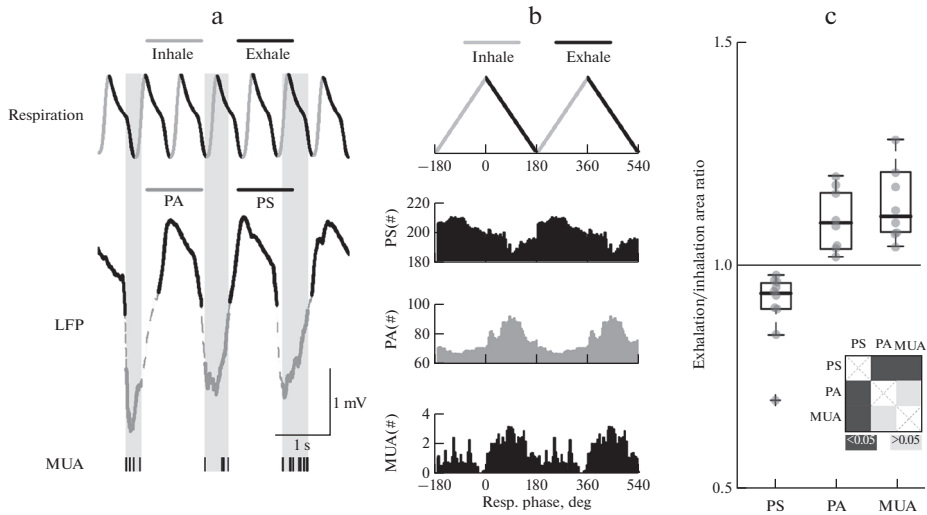 a
Inhale Exhale
Respiration
PA PS
LFP
1 mV
1 s
MUA
b
Inhale Exhale
−180 0 180 360 540
PS(#)
220
200
180
PA(#)
100
80
60
MUA(#)
4
2
0
−180 0 180 360 540
Resp. phase, deg
c
Exhalation/inhalation area ratio
1.5
1.0
0.5
PS PA MUA
PS
PA
MUA
<0.05 >0.05
PS PA MUA